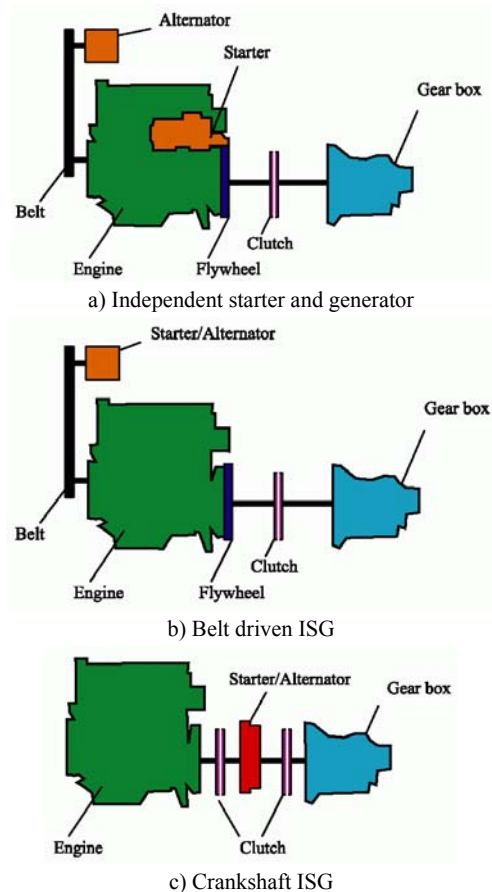 Alternator
Starter
Gear box
Belt
Clutch
Engine
Flywheel
a) Independent starter and generator
Starter/Alternator
Gear box
Belt
Clutch
Engine
Flywheel
b) Belt driven ISG
Starter/Alternator
Gear box
Engine
Clutch
c) Crankshaft ISG